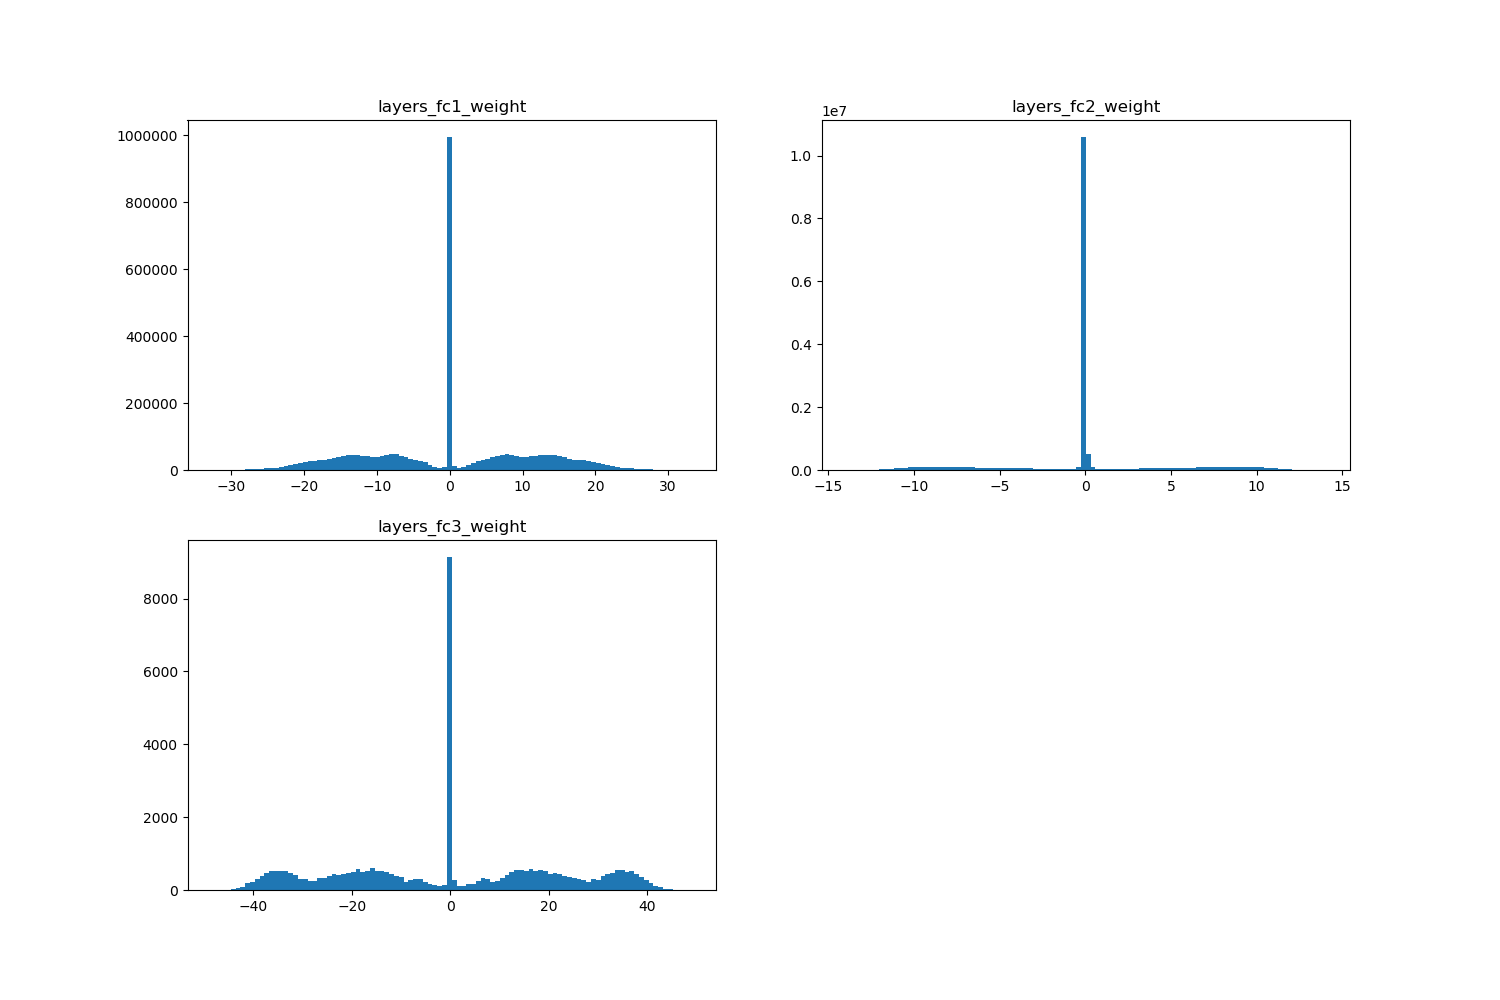 layers_fc1_weight
1000000
800000
600000
400000
200000
0
−30 −20 −10 0 10 20 30
layers_fc2_weight
1e7
1.0
0.8
0.6
0.4
0.2
0.0
−15 −10 −5 0 5 10 15
layers_fc3_weight
8000
6000
4000
2000
0
−40 −20 0 20 40